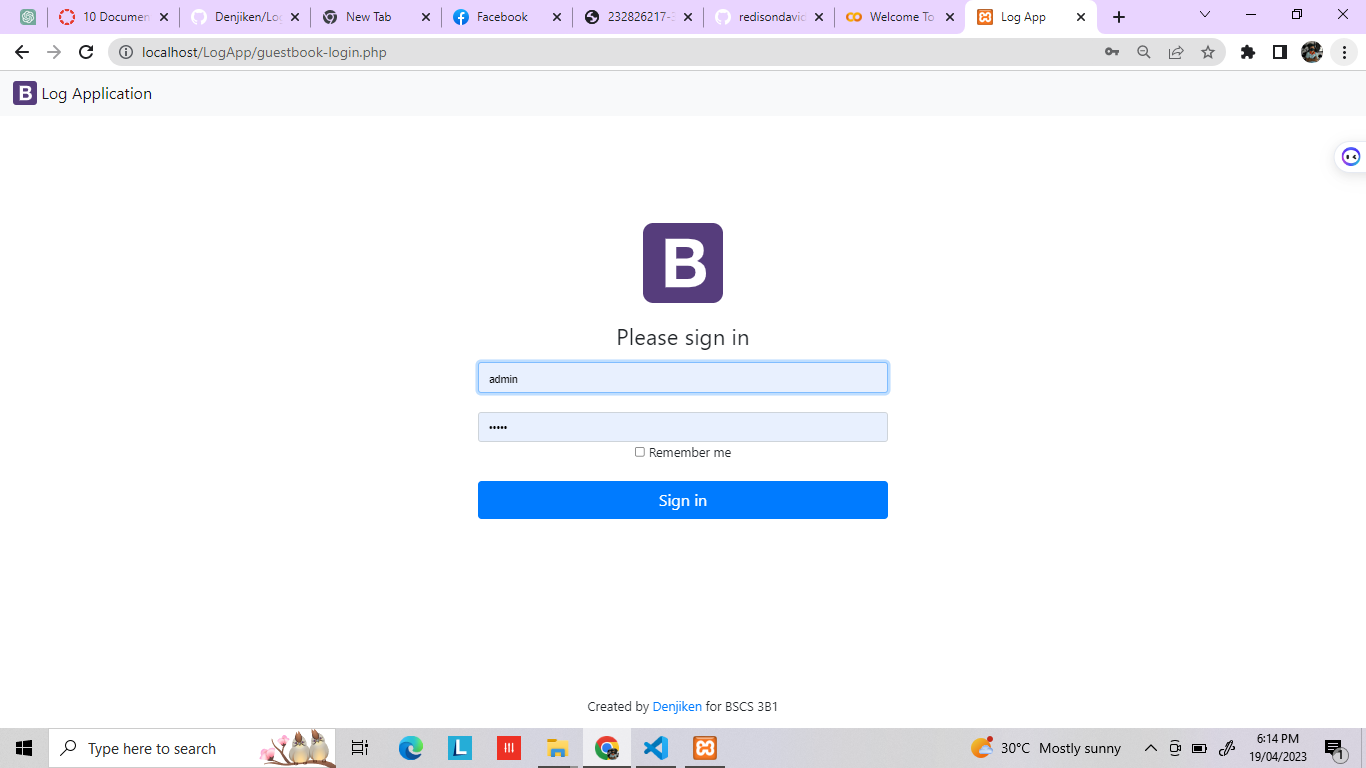 10 Documen
Denjiken/Log
New Tab
Facebook
232826217-3
redisondavid
Welcome To
Log App
localhost/LogApp/guestbook-login.php
B Log Application
B
Please sign in
admin
•••••
Remember me
Sign in
Created by Denjiken for BSCS 3B1
Type here to search
L
30°C Mostly sunny
6:14 PM
19/04/2023
1